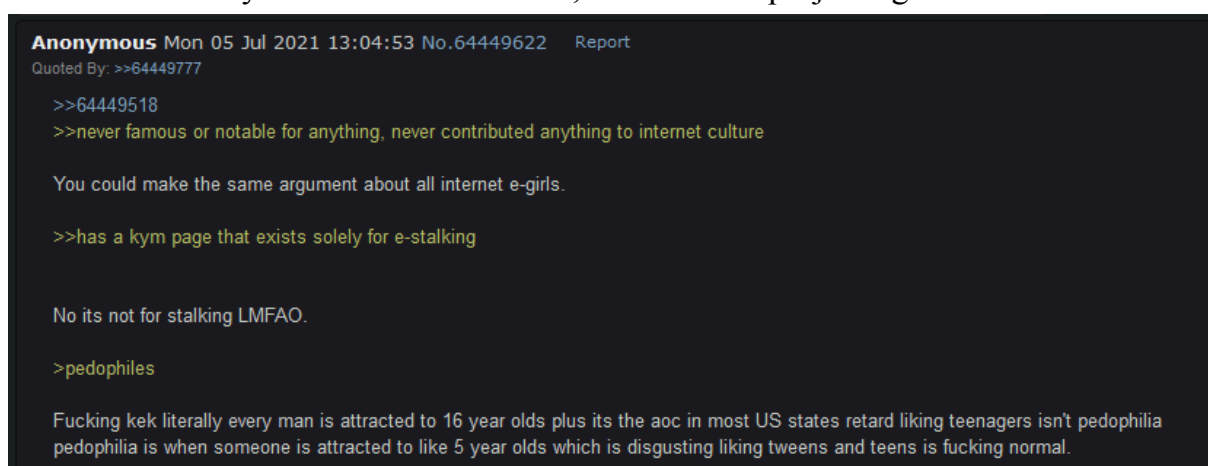 Anonymous Mon 05 Jul 2021 13:04:53 No.64449622 Report
Quoted By: >>64449777
>>64449518
>>never famous or notable for anything, never contributed anything to internet culture
You could make the same argument about all internet e-girls.
>>has a kym page that exists solely for e-stalking
No its not for stalking LMFAO.
>pedophiles
Fucking kek literally every man is attracted to 16 year olds plus its the aoc in most US states retard liking teenagers isn't pedophilia
pedophilia is when someone is attracted to like 5 year olds which is disgusting liking tweens and teens is fucking normal.